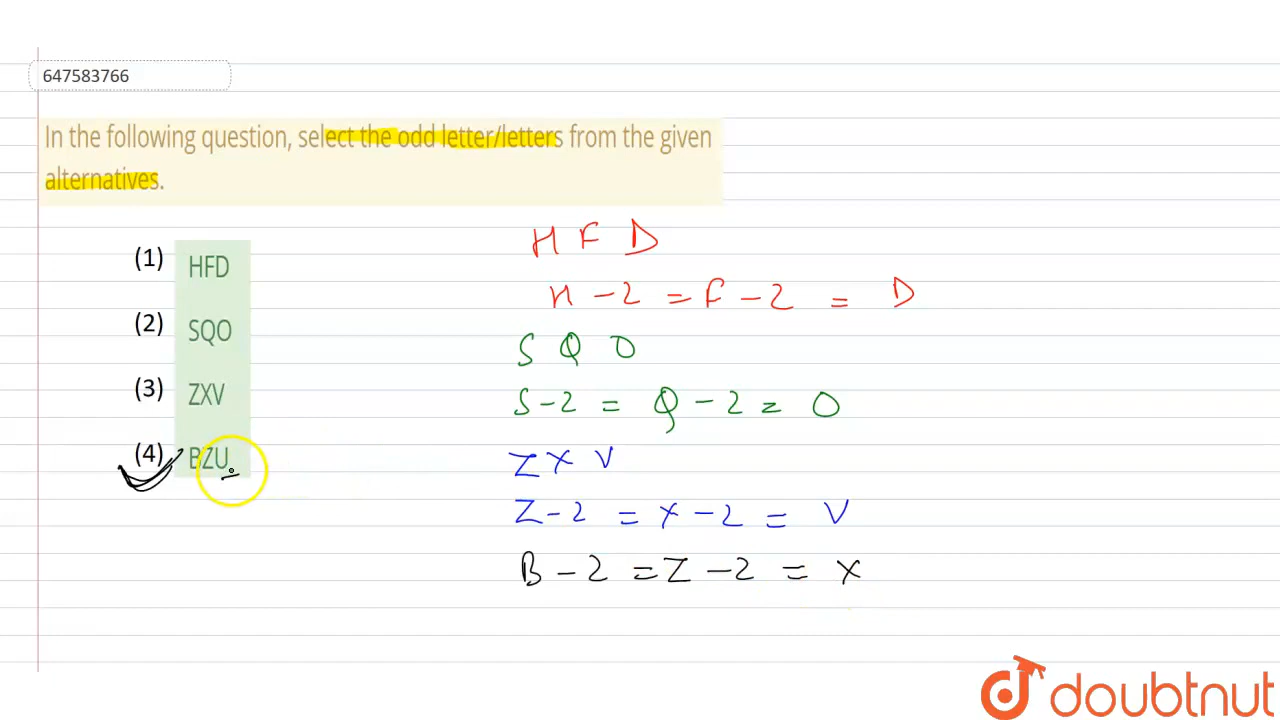 647583766
In the following question, select the odd letter/letters from the given
alternatives.
(1) HFD
(2) SQO
(3) ZXV
(4) BZU
H F D
H - 2 = F - 2 = D
S Q O
S - 2 = Q - 2 = O
Z X V
Z - 2 = X - 2 = V
B - 2 = Z - 2 = X
doubtnut